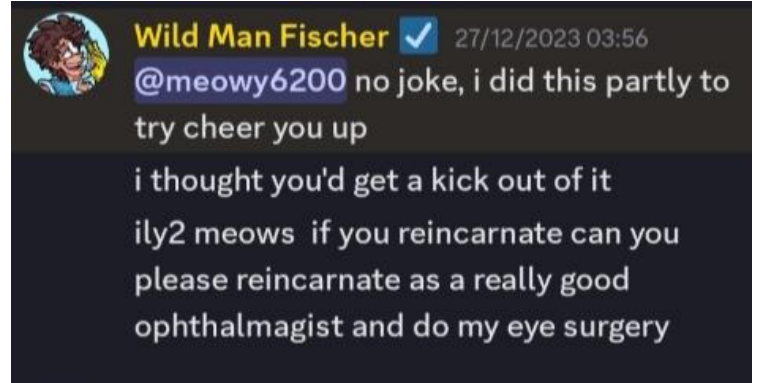 Wild Man Fischer 27/12/2023 03:56
@meowy6200 no joke, i did this partly to
try cheer you up
i thought you'd get a kick out of it
ily2 meows  if you reincarnate can you
please reincarnate as a really good
ophthalmagist and do my eye surgery